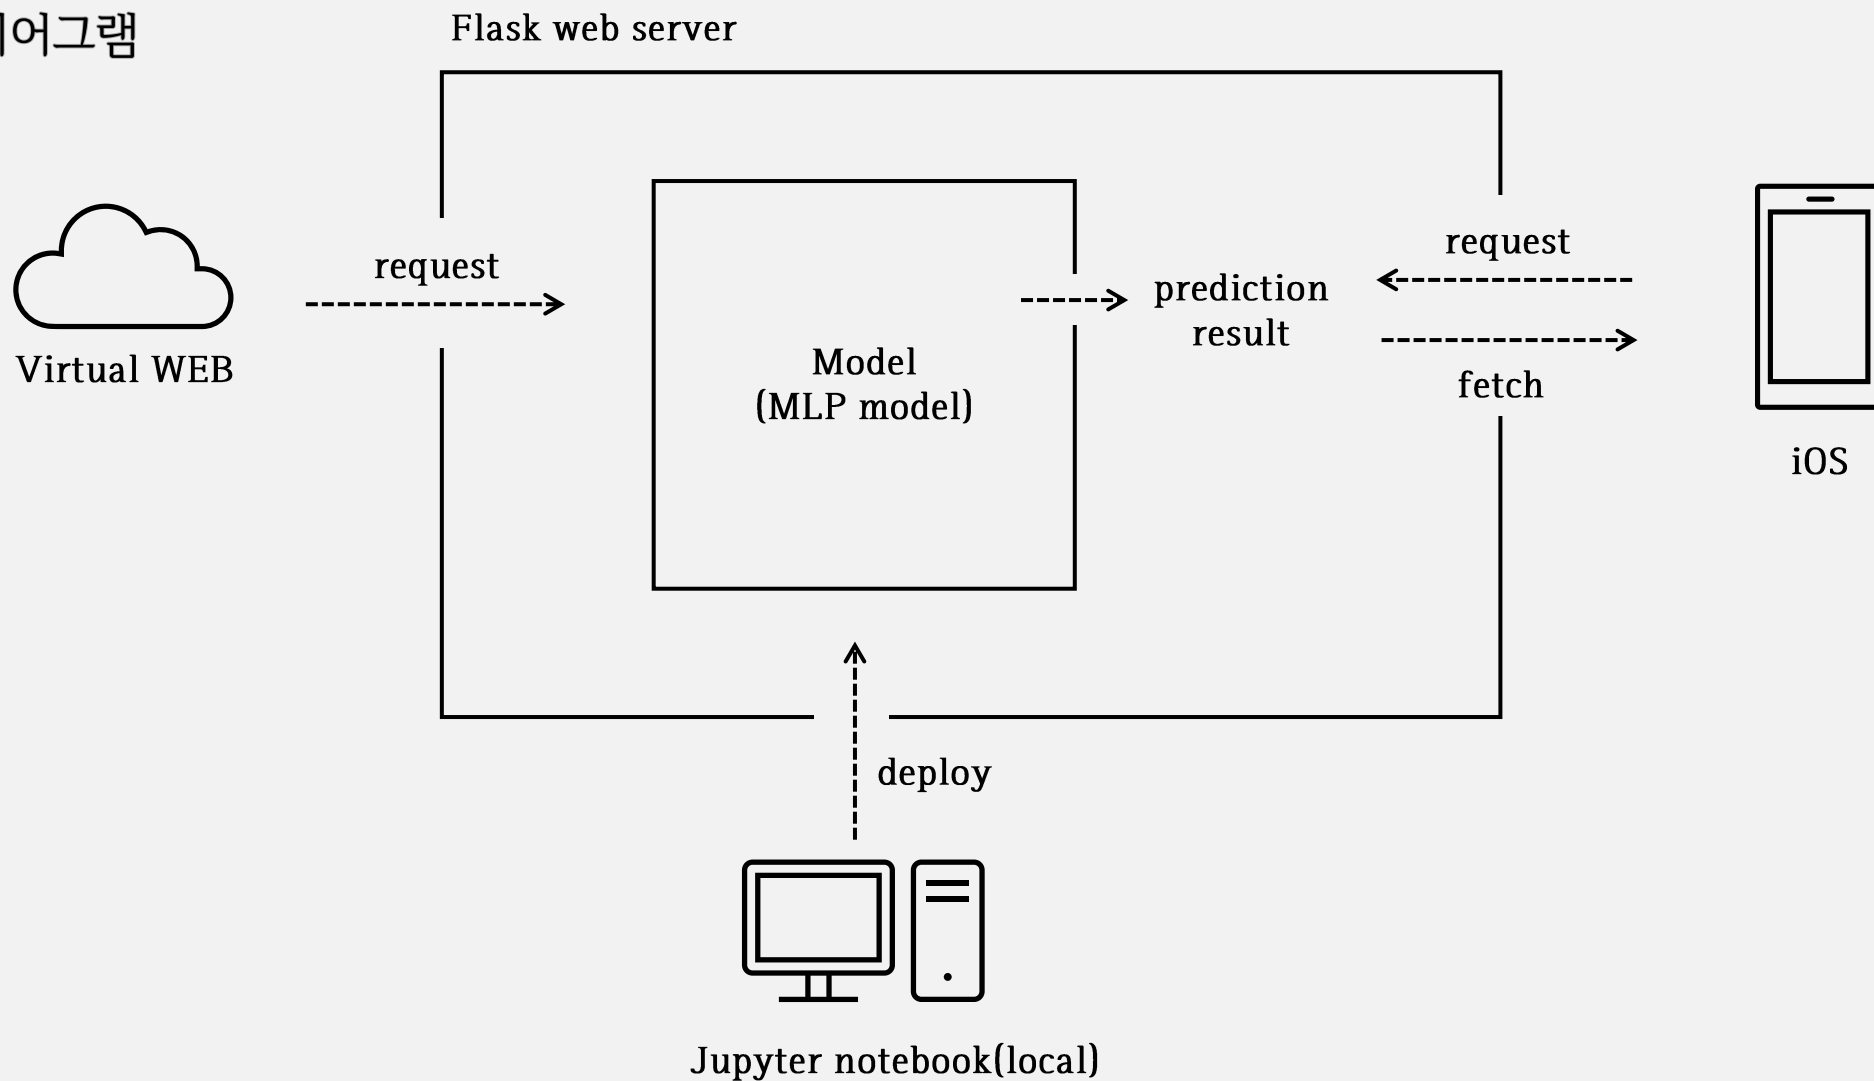 어그램
Flask web server
request
Virtual WEB
Model
(MLP model)
prediction
result
request
fetch
iOS
deploy
Jupyter notebook(local)